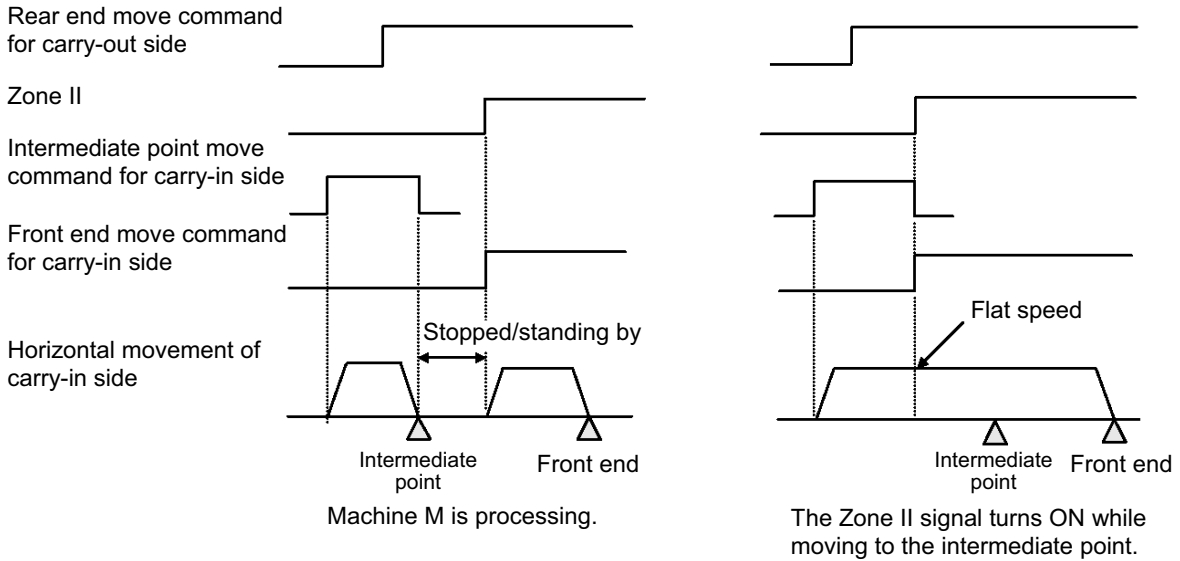 Rear end move command
for carry-out side
Zone II
Intermediate point move
command for carry-in side
Front end move command
for carry-in side
Horizontal movement of
carry-in side
Stopped/standing by
Intermediate
point
Front end
Machine M is processing.
Flat speed
Intermediate
point
Front end
The Zone II signal turns ON while
moving to the intermediate point.